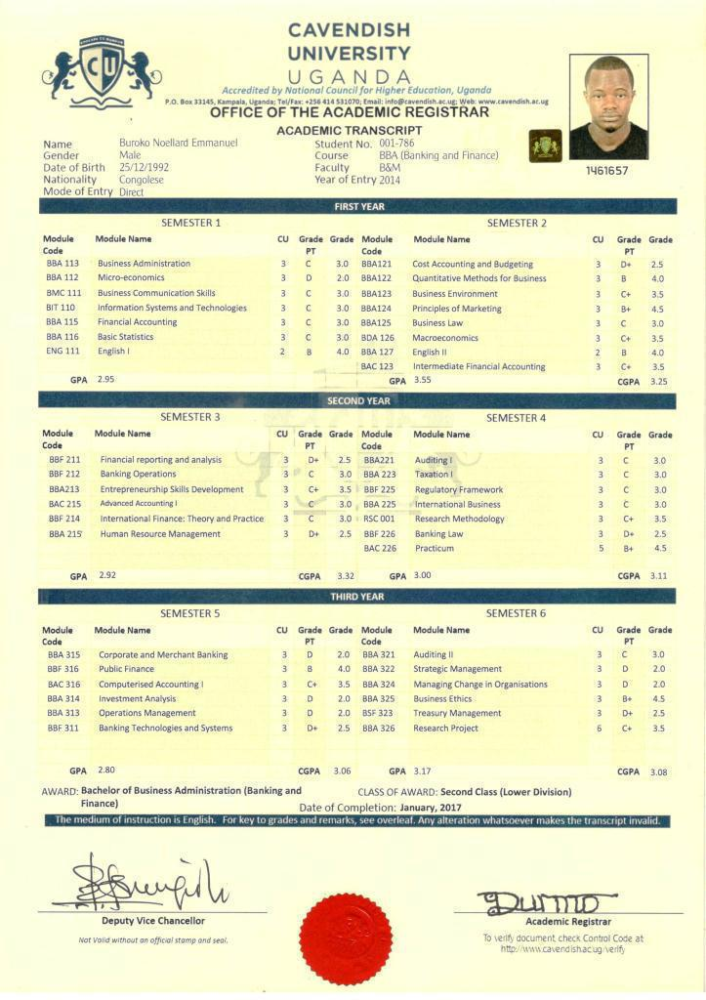 CU
CAVENDISH
UNIVERSITY
UGANDA
Accredited by National Council for Higher Education, Uganda
P.O. Box 33145, Kampala, Uganda; Tel/Fax: +256 414 531070; Email: info@cavendish.ac.ug; Web: www.cavendish.ac.ug
OFFICE OF THE ACADEMIC REGISTRAR
ACADEMIC TRANSCRIPT
Name Buroko Noellard Emmanuel Student No. 001-786
Gender Male Course BBA (Banking and Finance)
Date of Birth 25/12/1992 Faculty B&M
Nationality Congolese Year of Entry 2014
Mode of Entry Direct
1461657
FIRST YEAR
SEMESTER 1 SEMESTER 2
Module Code Module Name CU Grade PT Grade Module Code Module Name CU Grade PT Grade
BBA 113 Business Administration 3 C 3.0 BBA121 Cost Accounting and Budgeting 3 D+ 2.5
BBA 112 Micro-economics 3 D 2.0 BBA122 Quantitative Methods for Business 3 B 4.0
BMC 111 Business Communication Skills 3 C 3.0 BBA123 Business Environment 3 C+ 3.5
BIT 110 Information Systems and Technologies 3 C 3.0 BBA124 Principles of Marketing 3 B+ 4.5
BBA 115 Financial Accounting 3 C 3.0 BBA125 Business Law 3 C 3.0
BBA 116 Basic Statistics 3 C 3.0 BDA 126 Macroeconomics 3 C+ 3.5
ENG 111 English I 2 B 4.0 BBA 127 English II 2 B 4.0
BAC 123 Intermediate Financial Accounting 3 C+ 3.5
GPA 2.95 GPA 3.55 CGPA 3.25
SECOND YEAR
SEMESTER 3 SEMESTER 4
Module Code Module Name CU Grade PT Grade Module Code Module Name CU Grade PT Grade
BBF 211 Financial reporting and analysis 3 D+ 2.5 BBA221 Auditing I 3 C 3.0
BBF 212 Banking Operations 3 C 3.0 BBA 223 Taxation I 3 C 3.0
BBA213 Entrepreneurship Skills Development 3 C+ 3.5 BBF 225 Regulatory Framework 3 C 3.0
BAC 215 Advanced Accounting I 3 C 3.0 BBA 225 International Business 3 C 3.0
BBF 214 International Finance: Theory and Practice 3 C 3.0 RSC 001 Research Methodology 3 C+ 3.5
BBA 215 Human Resource Management 3 D+ 2.5 BBF 226 Banking Law 3 D+ 2.5
BAC 226 Practicum 5 B+ 4.5
GPA 2.92 CGPA 3.32 GPA 3.00 CGPA 3.11
THIRD YEAR
SEMESTER 5 SEMESTER 6
Module Code Module Name CU Grade PT Grade Module Code Module Name CU Grade PT Grade
BBA 315 Corporate and Merchant Banking 3 D 2.0 BBA 321 Auditing II 3 C 3.0
BBF 316 Public Finance 3 B 4.0 BBA 322 Strategic Management 3 D 2.0
BAC 316 Computerised Accounting I 3 C+ 3.5 BBA 324 Managing Change in Organisations 3 D 2.0
BBA 314 Investment Analysis 3 D 2.0 BBA 325 Business Ethics 3 B+ 4.5
BBA 313 Operations Management 3 D 2.0 BSF 323 Treasury Management 3 D+ 2.5
BBF 311 Banking Technologies and Systems 3 D+ 2.5 BBA 326 Research Project 6 C+ 3.5
GPA 2.80 CGPA 3.06 GPA 3.17 CGPA 3.08
AWARD: Bachelor of Business Administration (Banking and Finance) CLASS OF AWARD: Second Class (Lower Division)
Date of Completion: January, 2017
The medium of instruction is English. For key to grades and remarks, see overleaf. Any alteration whatsoever makes the transcript invalid.
Deputy Vice Chancellor Academic Registrar
Not Valid without an official stamp and seal.
To verify document, check Control Code at
http://www.cavendish.ac.ug/verify